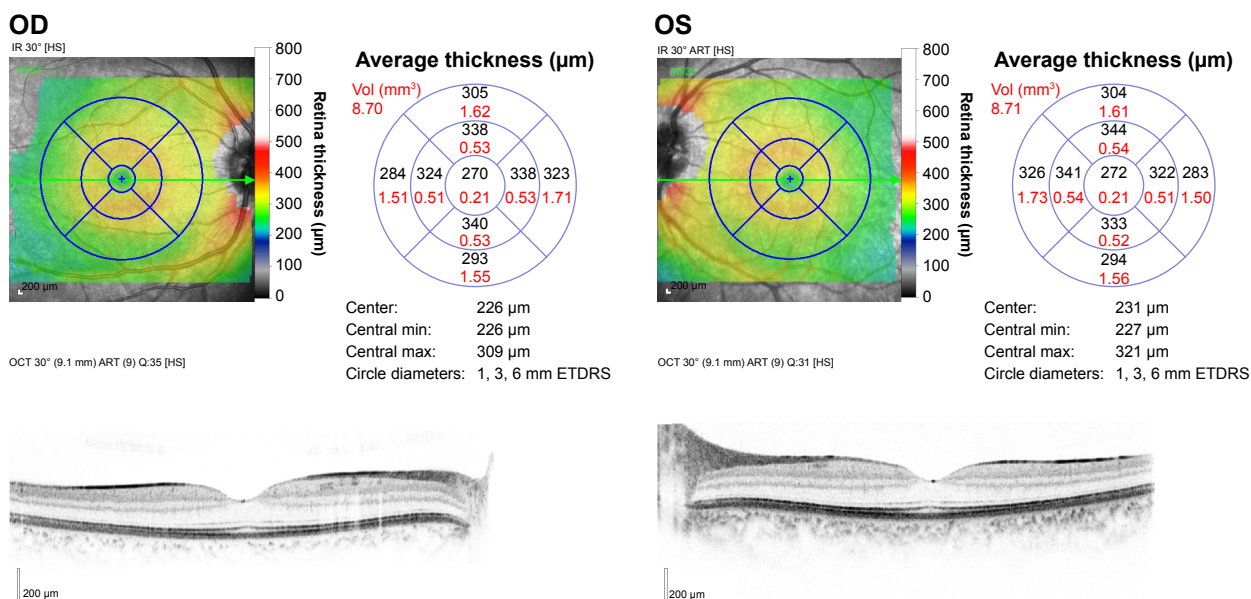 OD
IR 30° [HS]
800
700
600
500
400
300
200
100
0
Retina thickness (µm)
200 µm
Average thickness (µm)
Vol (mm³)
8.70
305
1.62
338
0.53
284 324 270 338 323
1.51 0.51 0.21 0.53 1.71
340
0.53
293
1.55
Center: 226 µm
Central min: 226 µm
Central max: 309 µm
Circle diameters: 1, 3, 6 mm ETDRS
OCT 30° (9.1 mm) ART (9) Q:35 [HS]
200 µm
OS
IR 30° ART [HS]
800
700
600
500
400
300
200
100
0
Retina thickness (µm)
200 µm
Average thickness (µm)
Vol (mm³)
8.71
304
1.61
344
0.54
326 341 272 322 283
1.73 0.54 0.21 0.51 1.50
333
0.52
294
1.56
Center: 231 µm
Central min: 227 µm
Central max: 321 µm
Circle diameters: 1, 3, 6 mm ETDRS
OCT 30° (9.1 mm) ART (9) Q:31 [HS]
200 µm